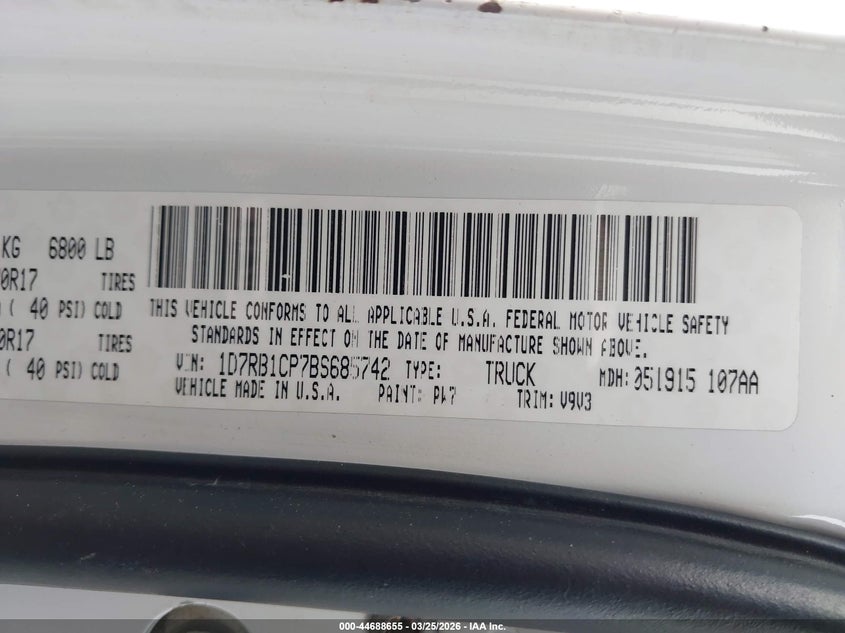 KG 6800 LB
0R17 TIRES
( 40 PSI) COLD
0R17 TIRES
( 40 PSI) COLD
THIS VEHICLE CONFORMS TO ALL APPLICABLE U.S.A. FEDERAL MOTOR VEHICLE SAFETY
STANDARDS IN EFFECT ON THE DATE OF MANUFACTURE SHOWN ABOVE.
VIN: 1D7RB1CP7BS685742 TYPE: TRUCK MDH: 051915 107AA
VEHICLE MADE IN U.S.A. PAINT: PW7 TRIM: V9V3
000-44688655 - 03/25/2026 - IAA Inc.